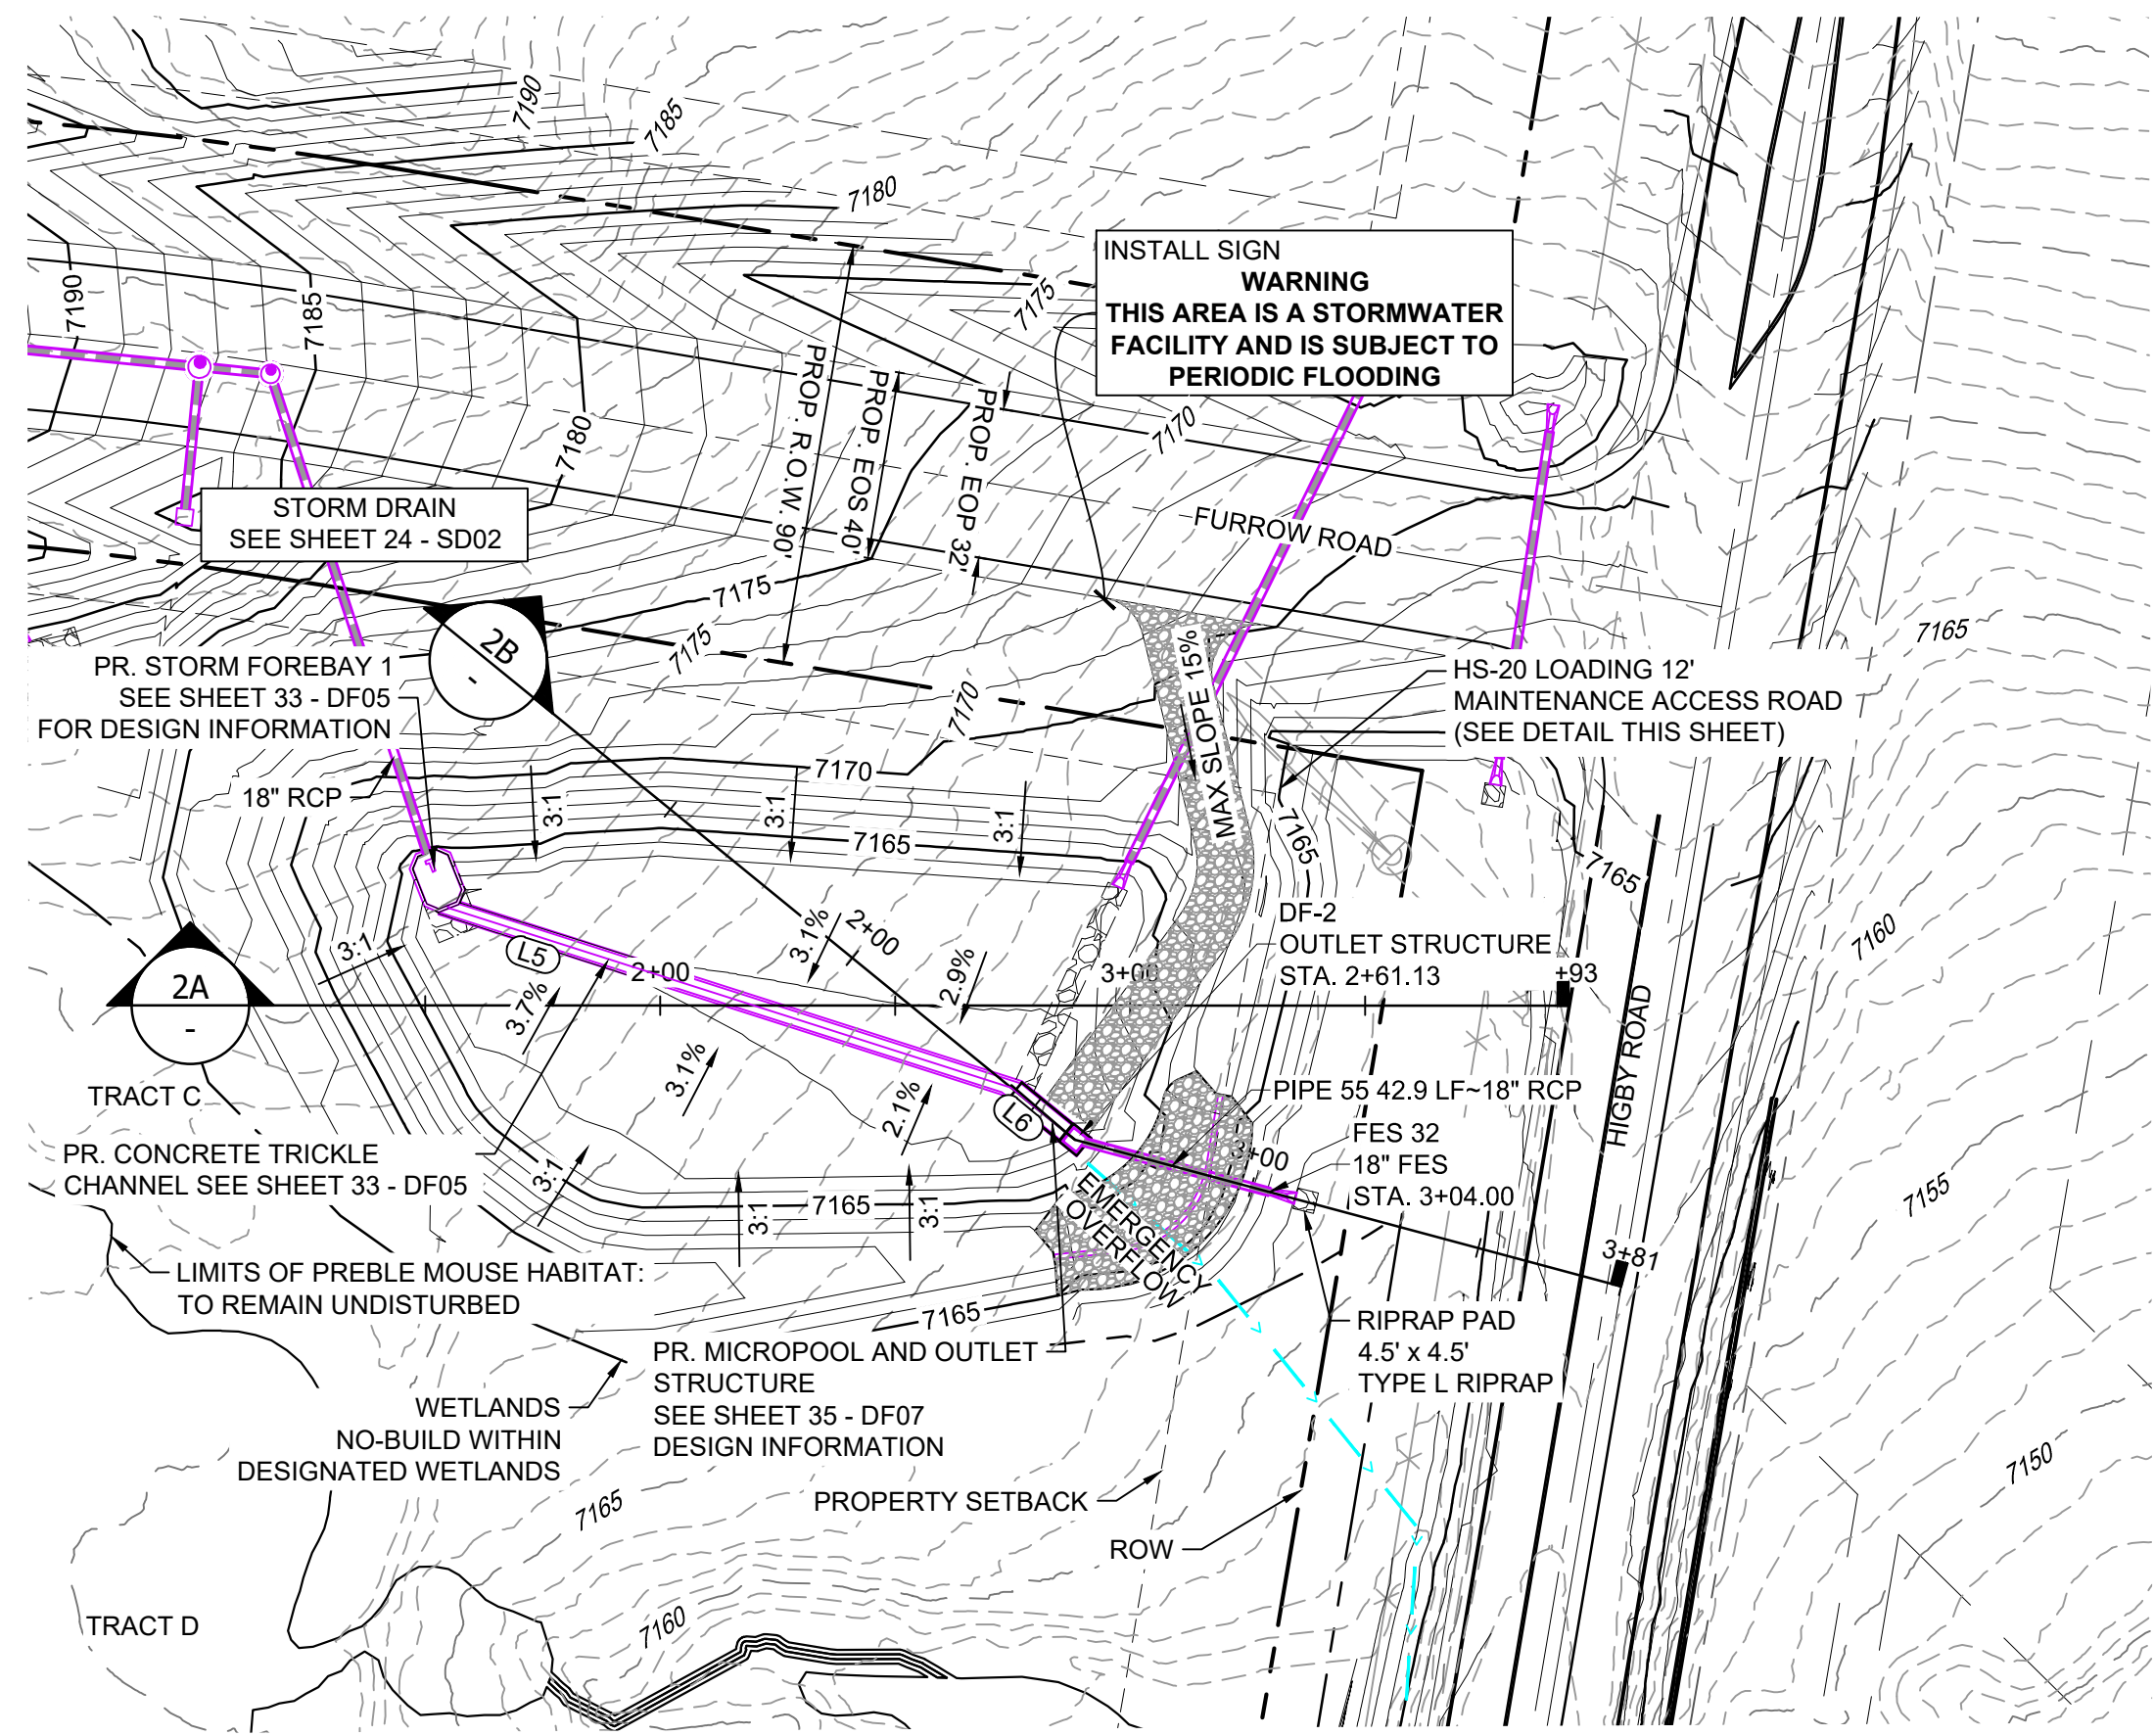 7190
7185
7180
7190
7185
7175
7180
INSTALL SIGN
WARNING
THIS AREA IS A STORMWATER
FACILITY AND IS SUBJECT TO
PERIODIC FLOODING
PROP. R.O.W. 90'
PROP. EOS 40'
PROP. EOP 32'
7170
STORM DRAIN
SEE SHEET 24 - SD02
FURROW ROAD
7175
7175
7170
2B
-
PR. STORM FOREBAY 1
SEE SHEET 33 - DF05
FOR DESIGN INFORMATION
MAX SLOPE 15%
HS-20 LOADING 12'
MAINTENANCE ACCESS ROAD
(SEE DETAIL THIS SHEET)
7165
18" RCP
7170
3:1
3:1
3:1
7165
7165
7165
7160
3:1
L5
3.1%
2+00
2+00
2.9%
3+00
DF-2
OUTLET STRUCTURE
STA. 2+61.13
+93
2A
-
3.7%
3.1%
2.1%
L6
HIGBY ROAD
TRACT C
PIPE 55 42.9 LF~18" RCP
FES 32
18" FES
STA. 3+04.00
3+00
PR. CONCRETE TRICKLE
CHANNEL SEE SHEET 33 - DF05
3:1
3:1
7165
3:1
EMERGENCY
OVERFLOW
7155
3+81
LIMITS OF PREBLE MOUSE HABITAT:
TO REMAIN UNDISTURBED
7165
RIPRAP PAD
4.5' x 4.5'
TYPE L RIPRAP
PR. MICROPOOL AND OUTLET
STRUCTURE
SEE SHEET 35 - DF07
DESIGN INFORMATION
WETLANDS
NO-BUILD WITHIN
DESIGNATED WETLANDS
7150
PROPERTY SETBACK
7165
ROW
TRACT D
7160